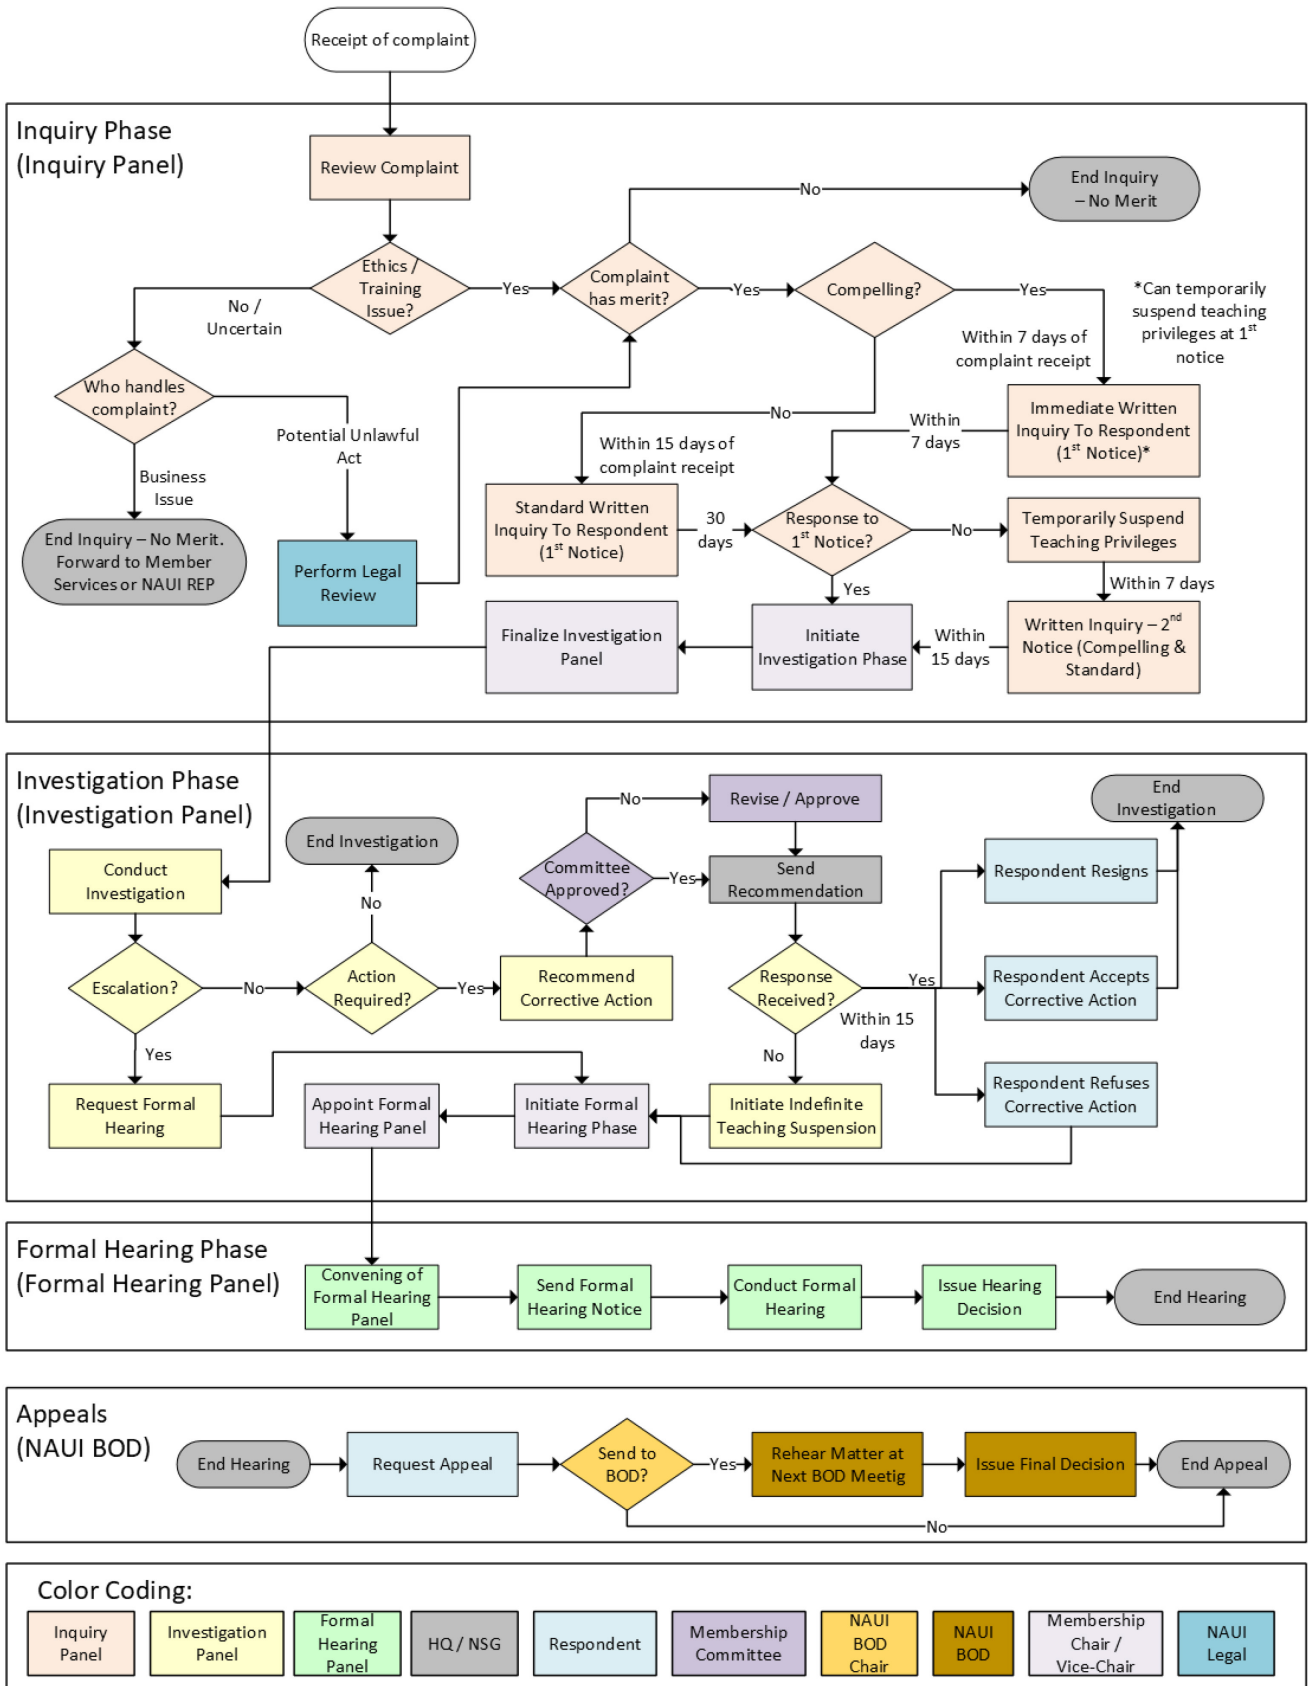 Receipt of complaint
Inquiry Phase
(Inquiry Panel)
Review Complaint
End Inquiry
– No Merit
No
Ethics /
Training
Issue?
Yes
Complaint
has merit?
Yes
Compelling?
Yes
*Can temporarily
suspend teaching
privileges at 1st
notice
No /
Uncertain
Within 7 days of
complaint receipt
Who handles
complaint?
No
Immediate Written
Inquiry To Respondent
(1st Notice)*
Within
7 days
Potential Unlawful
Act
Within 15 days of
complaint receipt
Business
Issue
Standard Written
Inquiry To Respondent
(1st Notice)
30
days
Response to
1st Notice?
No
Temporarily Suspend
Teaching Privileges
End Inquiry – No Merit.
Forward to Member
Services or NAUI REP
Perform Legal
Review
Yes
Within 7 days
Finalize Investigation
Panel
Initiate
Investigation Phase
Within
15 days
Written Inquiry – 2nd
Notice (Compelling &
Standard)
Investigation Phase
(Investigation Panel)
No
Revise / Approve
End
Investigation
End Investigation
Conduct
Investigation
Committee
Approved?
Yes
Send
Recommendation
Respondent Resigns
No
Escalation?
No
Action
Required?
Yes
Recommend
Corrective Action
Response
Received?
Yes
Respondent Accepts
Corrective Action
Within 15
days
Yes
No
Request Formal
Hearing
Appoint Formal
Hearing Panel
Initiate Formal
Hearing Phase
Initiate Indefinite
Teaching Suspension
Respondent Refuses
Corrective Action
Formal Hearing Phase
(Formal Hearing Panel)
Convening of
Formal Hearing
Panel
Send Formal
Hearing Notice
Conduct Formal
Hearing
Issue Hearing
Decision
End Hearing
Appeals
(NAUI BOD)
End Hearing
Request Appeal
Send to
BOD?
Yes
Rehear Matter at
Next BOD Meetig
Issue Final Decision
End Appeal
No
Color Coding:
Inquiry
Panel
Investigation
Panel
Formal
Hearing
Panel
HQ / NSG
Respondent
Membership
Committee
NAUI
BOD
Chair
NAUI
BOD
Membership
Chair /
Vice-Chair
NAUI
Legal